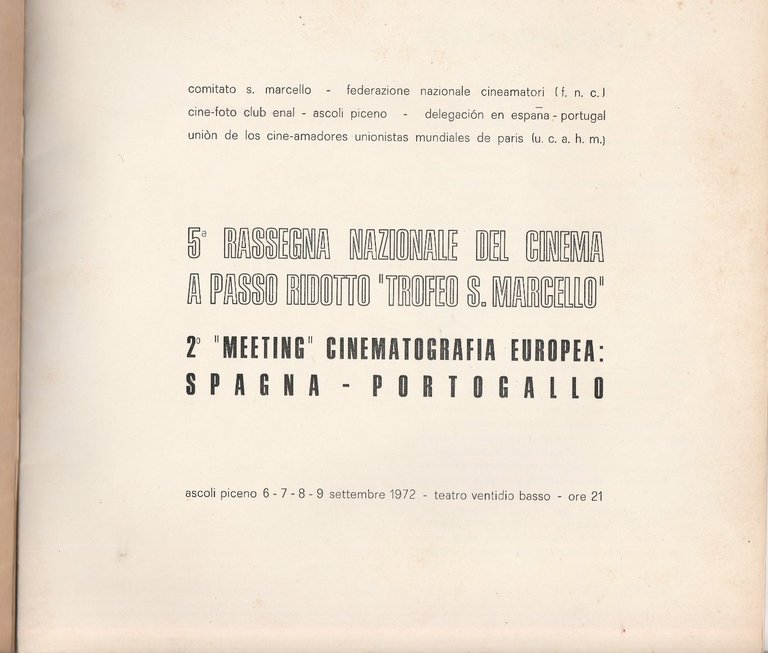 comitato s. marcello - federazione nazionale cineamatori (f. n. c.)
cine-foto club enal - ascoli piceno - delegación en españa - portugal
uniòn de los cine-amadores unionistas mundiales de paris (u. c. a. h. m.)
5ª RASSEGNA NAZIONALE DEL CINEMA
A PASSO RIDOTTO "TROFEO S. MARCELLO"
2º "MEETING" CINEMATOGRAFIA EUROPEA:
SPAGNA - PORTOGALLO
ascoli piceno 6 - 7 - 8 - 9 settembre 1972 - teatro ventidio basso - ore 21